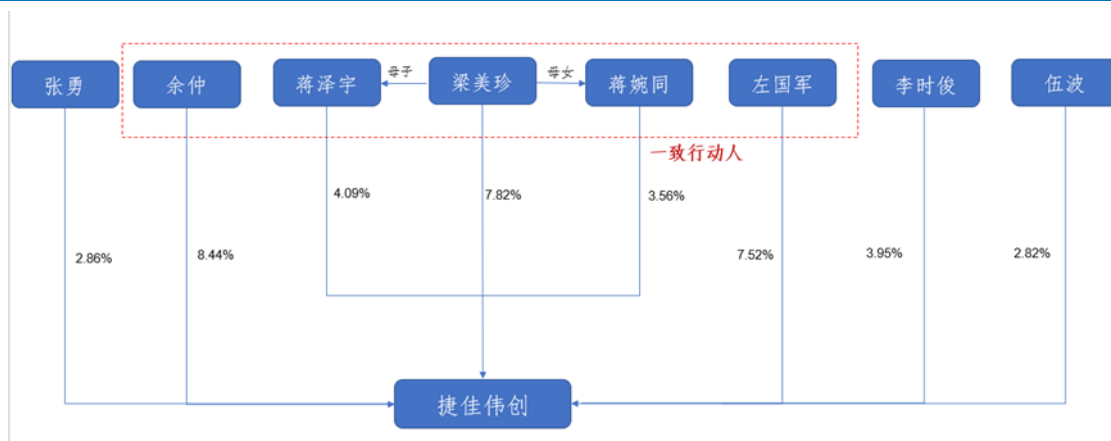 张勇
余仲
蒋泽宇
母子
梁美珍
母女
蒋婉同
左国军
李时俊
伍波
一致行动人
4.09%
7.82%
3.56%
2.86%
8.44%
7.52%
3.95%
2.82%
捷佳伟创